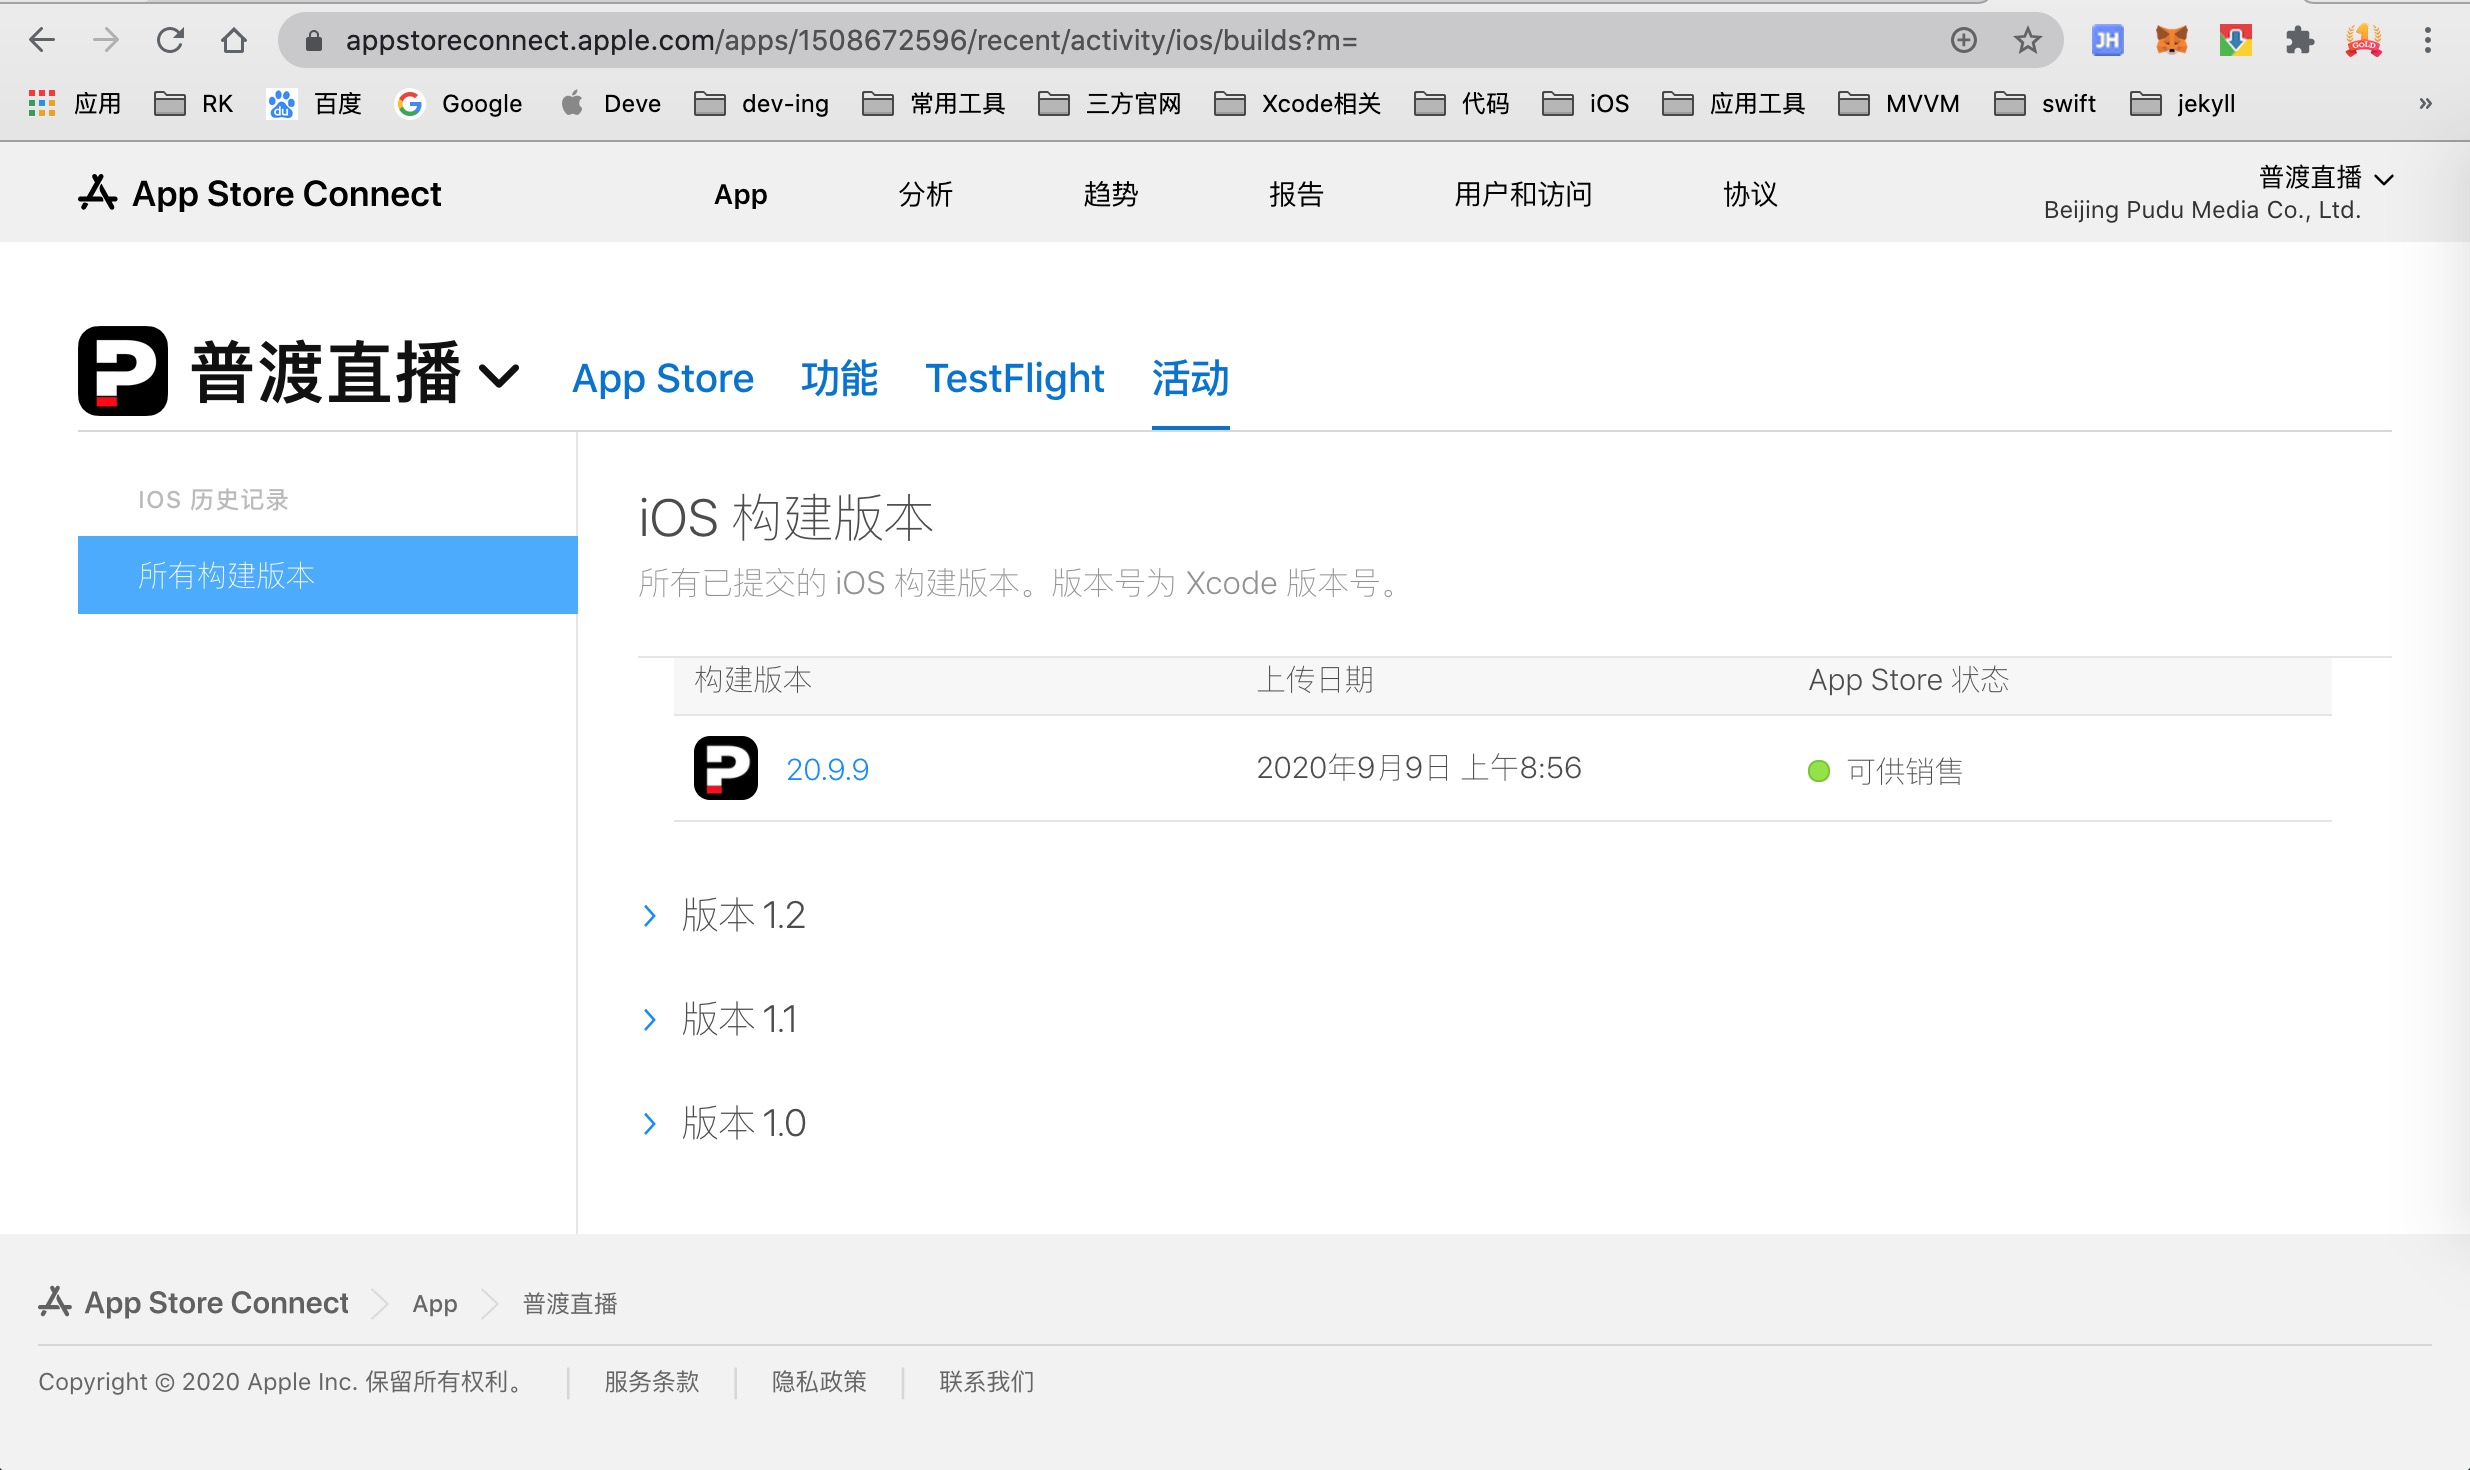 appstoreconnect.apple.com/apps/1508672596/recent/activity/ios/builds?m=
JH
GOLD
应用 RK 百度 Google Deve dev-ing 常用工具 三方官网 Xcode相关 代码 iOS 应用工具 MVVM swift jekyll »
App Store Connect App 分析 趋势 报告 用户和访问 协议 普渡直播
Beijing Pudu Media Co., Ltd.
普渡直播 App Store 功能 TestFlight 活动
IOS 历史记录
所有构建版本
iOS 构建版本
所有已提交的 iOS 构建版本。版本号为 Xcode 版本号。
构建版本 上传日期 App Store 状态
20.9.9 2020年9月9日 上午8:56 可供销售
版本 1.2
版本 1.1
版本 1.0
App Store Connect App 普渡直播
Copyright © 2020 Apple Inc. 保留所有权利。 服务条款 隐私政策 联系我们